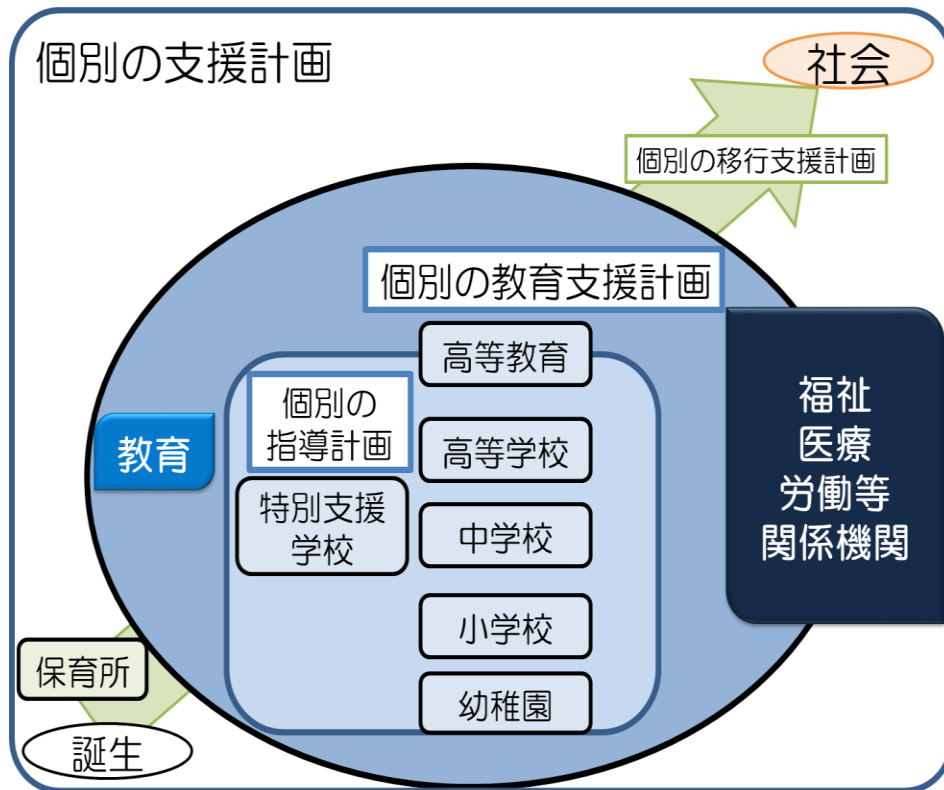 個別の支援計画
社会
個別の移行支援計画
個別の教育支援計画
高等教育
個別の
指導計画
教育
高等学校
特別支援
学校
中学校
小学校
幼稚園
福祉
医療
労働等
関係機関
保育所
誕生